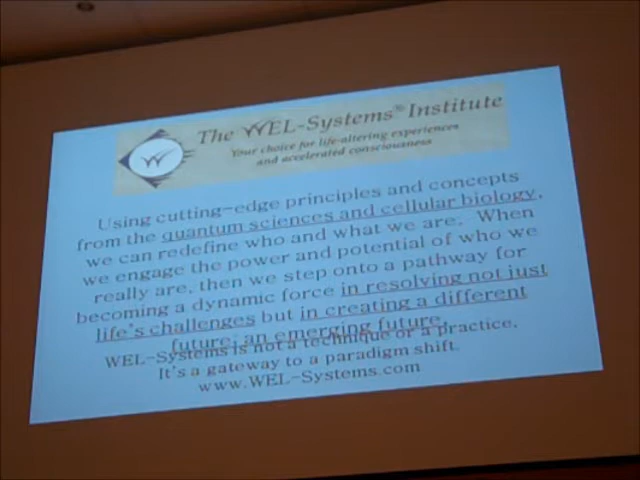 The WEL-Systems® Institute
Your choice for life-altering experiences
and accelerated consciousness
Using cutting-edge principles and concepts
from the quantum sciences and cellular biology,
we can redefine who and what we are. When
we engage the power and potential of who we
really are, then we step onto a pathway for
becoming a dynamic force in resolving not just
life's challenges but in creating a different
future; an emerging future.
WEL-Systems is not a technique or a practice.
It's a gateway to a paradigm shift.
www.WEL-Systems.com